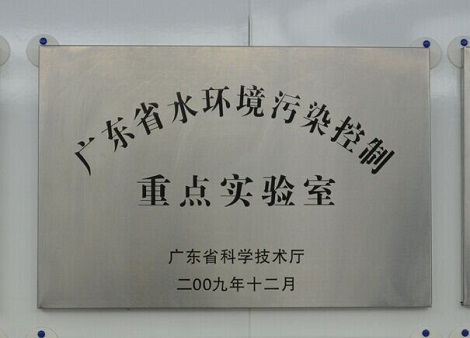 广东省水环境污染控制
重点实验室
广东省科学技术厅
二00九年十二月